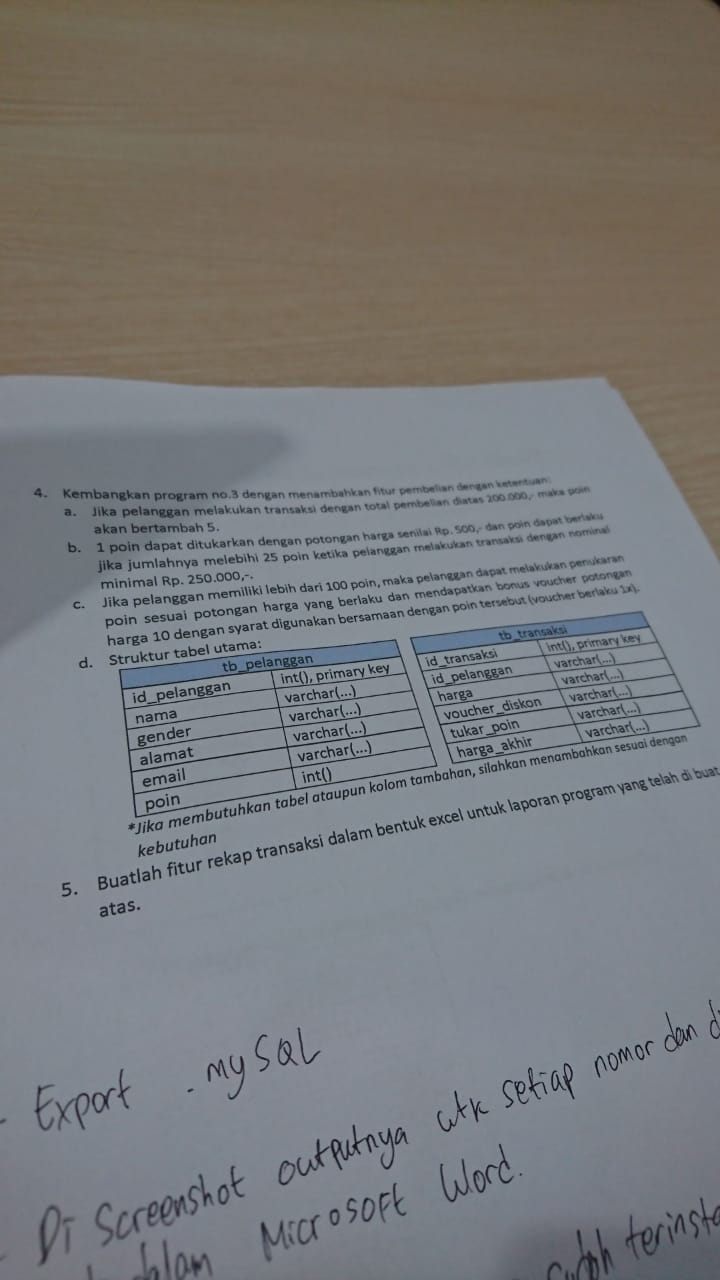 4. Kembangkan program no.3 dengan menambahkan fitur pembelian dengan ketentuan:
a. Jika pelanggan melakukan transaksi dengan total pembelian diatas 200.000,- maka poin
akan bertambah 5.
b. 1 poin dapat ditukarkan dengan potongan harga senilai Rp. 500,- dan poin dapat berlaku
jika jumlahnya melebihi 25 poin ketika pelanggan melakukan transaksi dengan nominal
minimal Rp. 250.000,-.
c. Jika pelanggan memiliki lebih dari 100 poin, maka pelanggan dapat melakukan penukaran
poin sesuai potongan harga yang berlaku dan mendapatkan bonus voucher potongan
harga 10 dengan syarat digunakan bersamaan dengan poin tersebut (voucher berlaku 1x).
d. Struktur tabel utama:
tb_pelanggan
id_pelanggan int(), primary key
nama varchar(...)
gender varchar(...)
alamat varchar(...)
email varchar(...)
poin int()
tb_transaksi
id_transaksi int(), primary key
id_pelanggan varchar(...)
harga varchar(...)
voucher_diskon varchar(...)
tukar_poin varchar(...)
harga_akhir varchar(...)
*Jika membutuhkan tabel ataupun kolom tambahan, silahkan menambahkan sesuai dengan
kebutuhan
5. Buatlah fitur rekap transaksi dalam bentuk excel untuk laporan program yang telah di buat
atas.
- Export .mySQL
- Di Screenshot outputnya utk setiap nomor dan
dalam Microsoft Word.